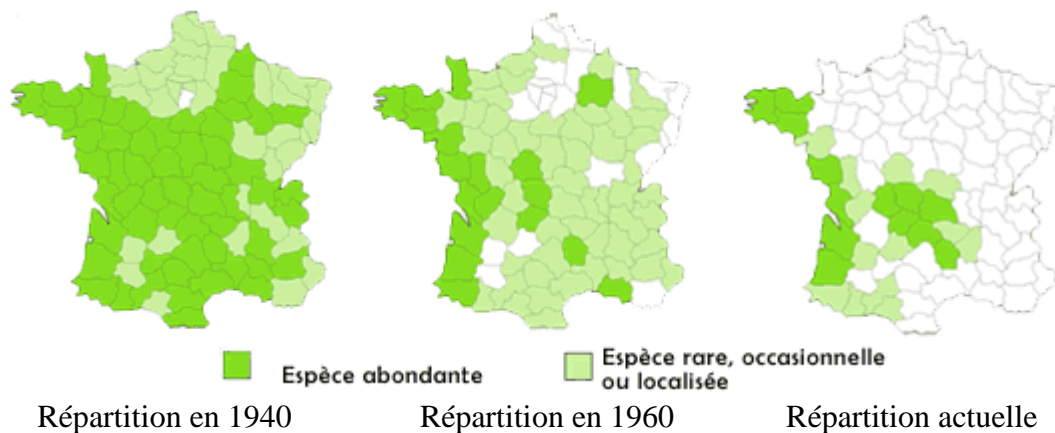 Espèce abondante
Espèce rare, occasionnelle
ou localisée
Répartition en 1940
Répartition en 1960
Répartition actuelle